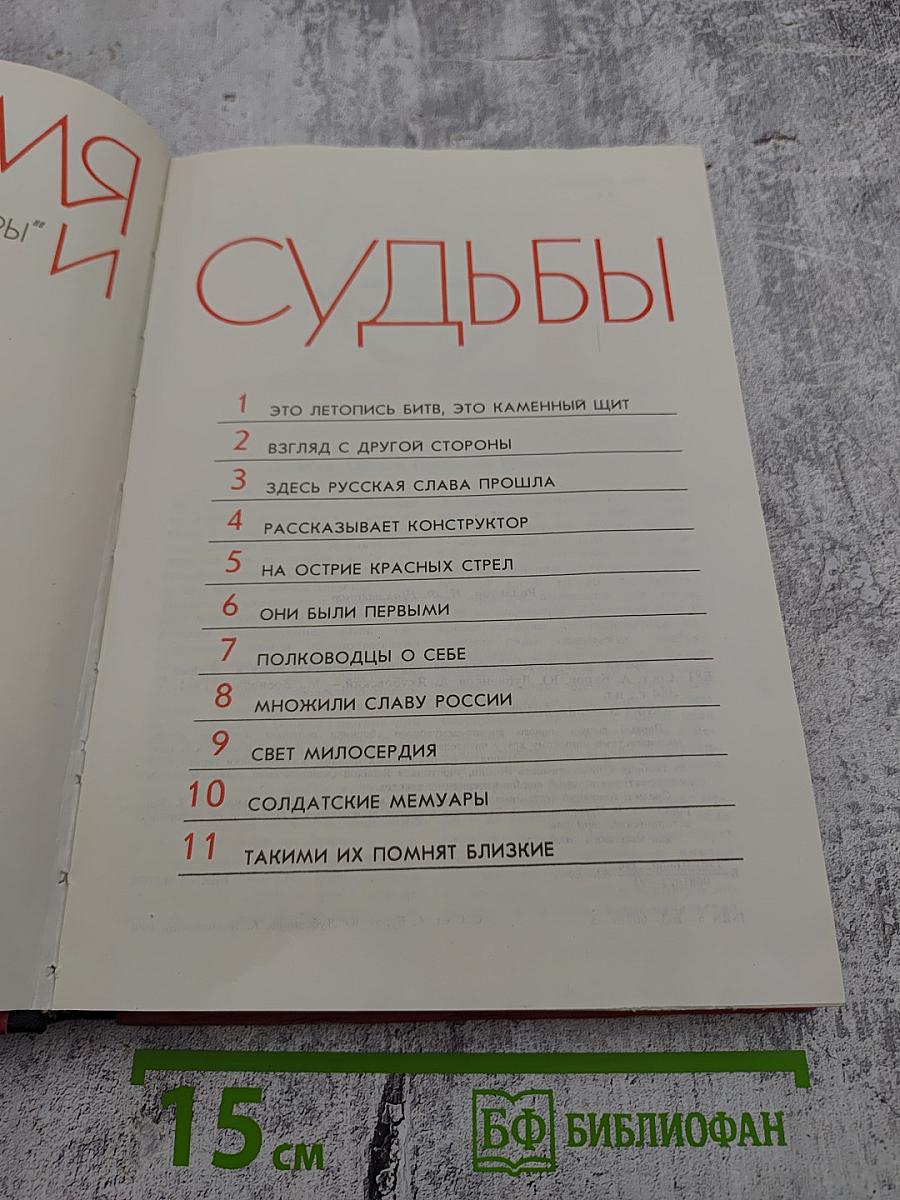 ИЯ
РЫ"
И
СУДЬБЫ
1 ЭТО ЛЕТОПИСЬ БИТВ, ЭТО КАМЕННЫЙ ЩИТ
2 ВЗГЛЯД С ДРУГОЙ СТОРОНЫ
3 ЗДЕСЬ РУССКАЯ СЛАВА ПРОШЛА
4 РАССКАЗЫВАЕТ КОНСТРУКТОР
5 НА ОСТРИЕ КРАСНЫХ СТРЕЛ
6 ОНИ БЫЛИ ПЕРВЫМИ
7 ПОЛКОВОДЦЫ О СЕБЕ
8 МНОЖИЛИ СЛАВУ РОССИИ
9 СВЕТ МИЛОСЕРДИЯ
10 СОЛДАТСКИЕ МЕМУАРЫ
11 ТАКИМИ ИХ ПОМНЯТ БЛИЗКИЕ
15 СМ
БФ БИБЛИОФАН